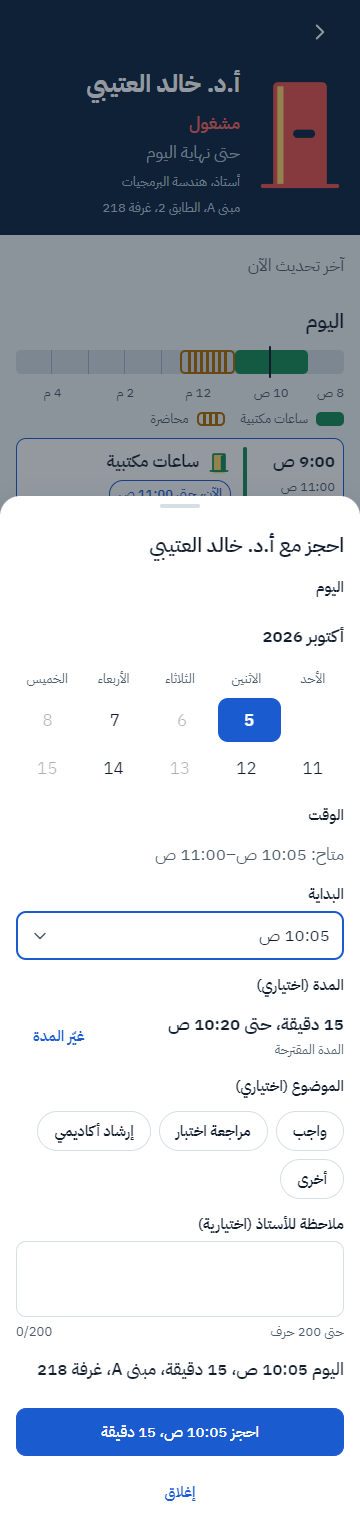 أ.د. خالد العتيبي
مشغول
حتى نهاية اليوم
أستاذ، هندسة البرمجيات
مبنى A، الطابق 2، غرفة 218
آخر تحديث الآن
اليوم
8 ص 10 ص 12 م 2 م 4 م
ساعات مكتبية محاضرة
9:00 ص ساعات مكتبية
11:00 ص الآن، حتى 11:00 ص
احجز مع أ.د. خالد العتيبي
اليوم
أكتوبر 2026
الأحد الاثنين الثلاثاء الأربعاء الخميس
5 6 7 8
11 12 13 14 15
الوقت
متاح: 10:05 ص–11:00 ص
البداية
10:05 ص
المدة (اختياري)
15 دقيقة، حتى 10:20 ص
غيّر المدة
المدة المقترحة
الموضوع (اختياري)
واجب مراجعة اختبار إرشاد أكاديمي
أخرى
ملاحظة للأستاذ (اختيارية)
حتى 200 حرف 0/200
اليوم 10:05 ص، 15 دقيقة، مبنى A، غرفة 218
احجز 10:05 ص، 15 دقيقة
إغلاق